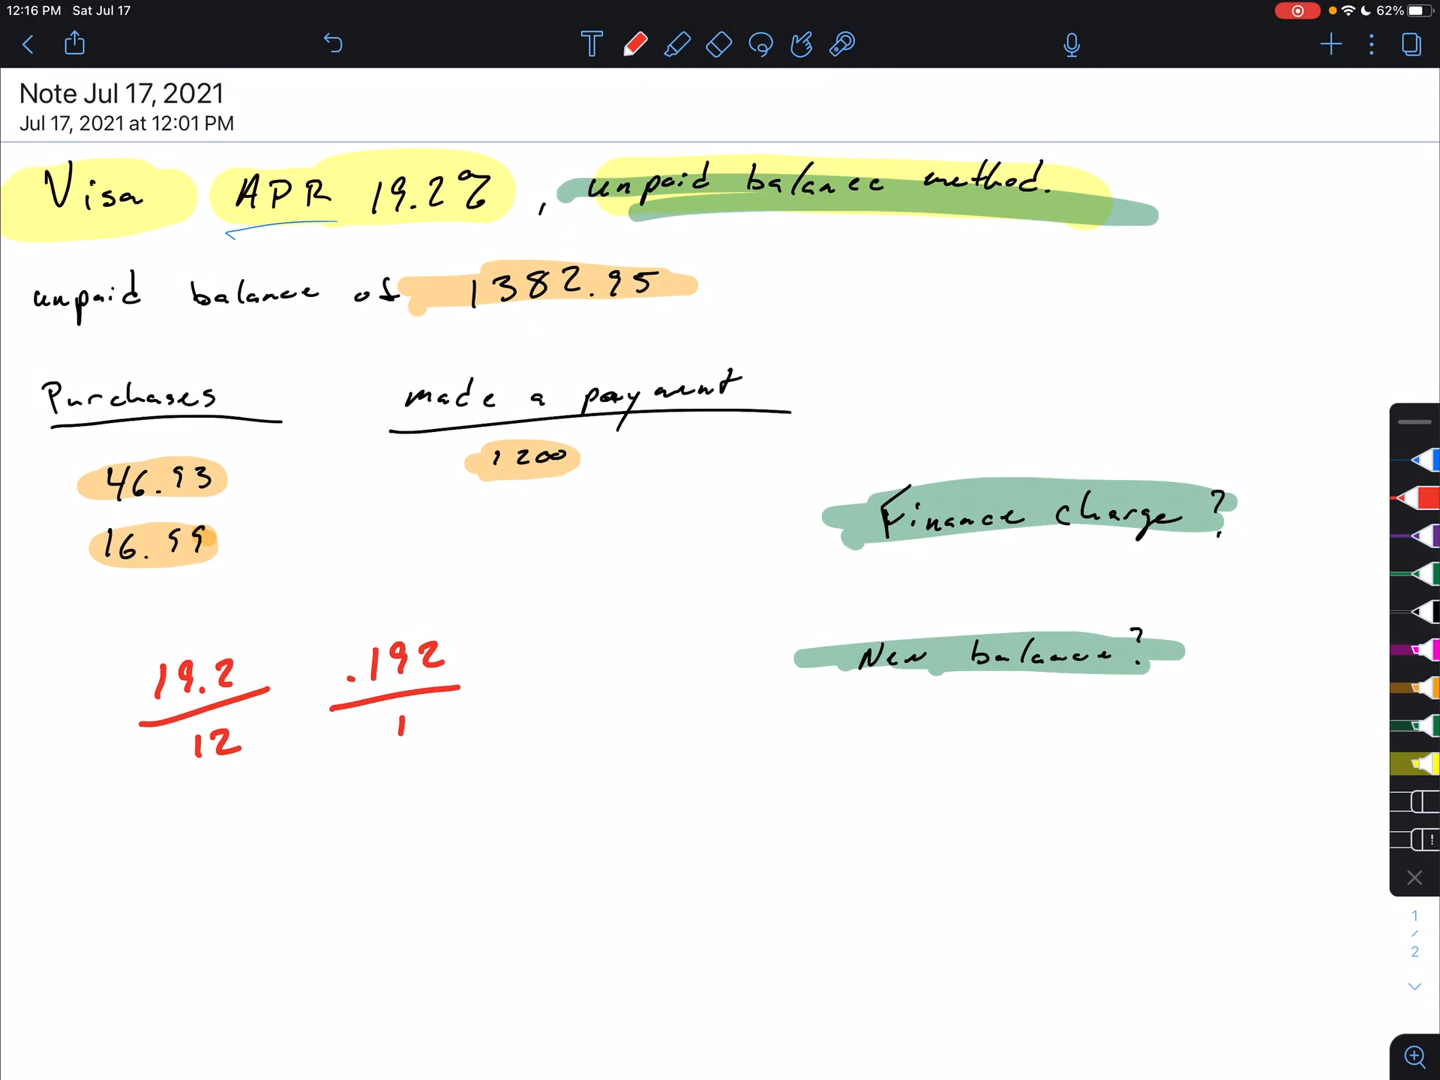 12:16 PM Sat Jul 17
62%
Note Jul 17, 2021
Jul 17, 2021 at 12:01 PM
Visa APR 19.2%, unpaid balance method.
unpaid balance of 1382.95
Purchases made a payment
46.93 1200
16.99
Finance charge?
New balance?
19.2 .192
12 1
1
/
2